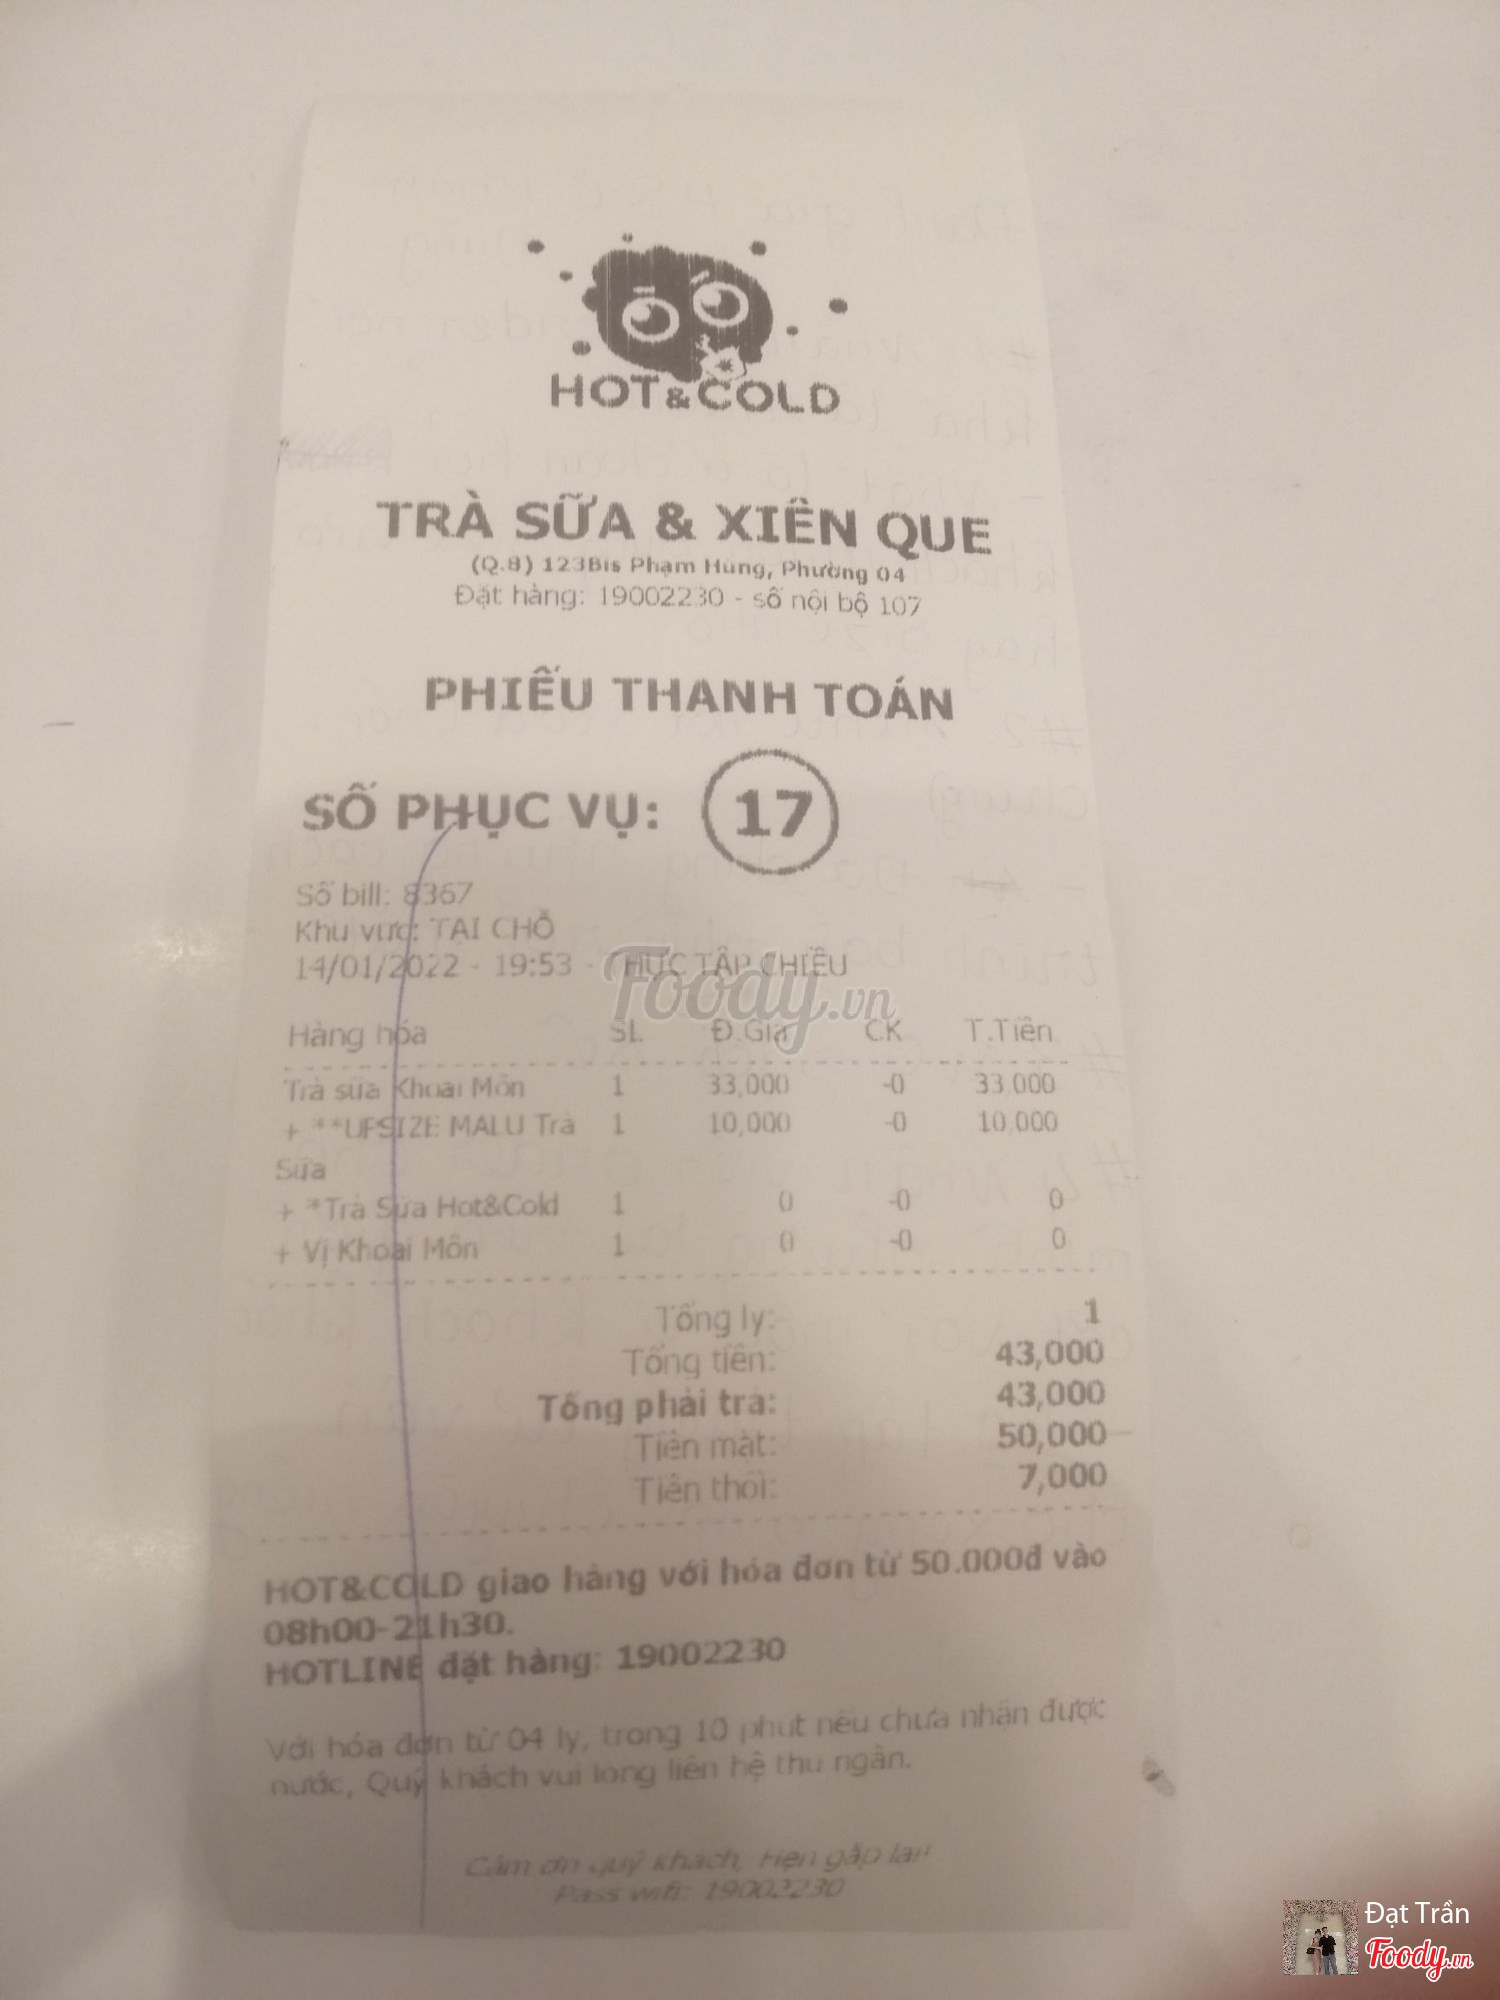 HOT&COLD
TRÀ SỮA & XIÊN QUE
(Q.8) 123Bis Phạm Hùng, Phường 04
Đặt hàng: 19002230 - số nội bộ 107
PHIẾU THANH TOÁN
SỐ PHỤC VỤ: 17
Số bill: 8367
Khu vực: TẠI CHỖ
14/01/2022 - 19:53 - THỰC TẬP CHIỀU
Foody.vn
Hàng hóa SL Đ.Giá CK T.Tiền
Trà sữa Khoai Môn 1 33,000 -0 33,000
+ **UPSIZE MALU Trà 1 10,000 -0 10,000
Sữa
+ *Trà Sữa Hot&Cold 1 0 -0 0
+ Vị Khoai Môn 1 0 -0 0
Tổng ly: 1
Tổng tiền: 43,000
Tổng phải trả: 43,000
Tiền mặt: 50,000
Tiền thối: 7,000
HOT&COLD giao hàng với hóa đơn từ 50.000đ vào
08h00-21h30.
HOTLINE đặt hàng: 19002230
Với hóa đơn từ 04 ly, trong 10 phút nếu chưa nhận được
nước, Quý khách vui lòng liên hệ thu ngân.
Cảm ơn quý khách, Hẹn gặp lại!
Pass wifi: 19002230
Đạt Trần
Foody.vn